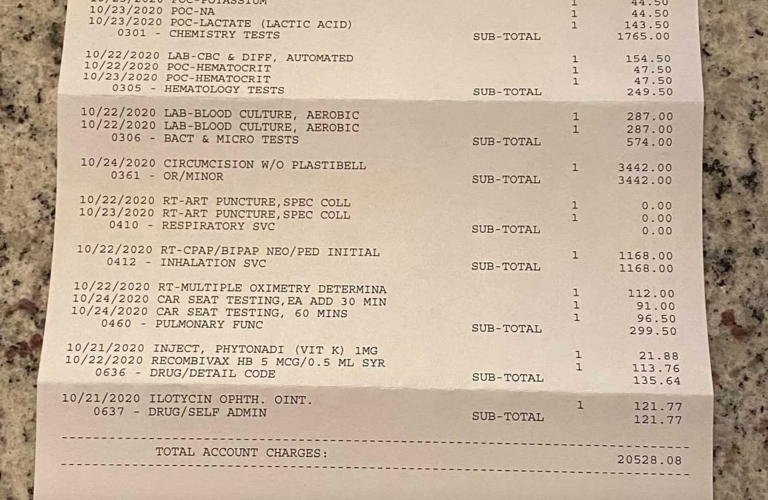 POC-POTASSIUM 1 44.50
10/23/2020 POC-NA 1 44.50
10/23/2020 POC-LACTATE (LACTIC ACID) 1 143.50
0301 - CHEMISTRY TESTS SUB-TOTAL 1765.00
10/22/2020 LAB-CBC & DIFF, AUTOMATED 1 154.50
10/22/2020 POC-HEMATOCRIT 1 47.50
10/23/2020 POC-HEMATOCRIT 1 47.50
0305 - HEMATOLOGY TESTS SUB-TOTAL 249.50
10/22/2020 LAB-BLOOD CULTURE, AEROBIC 1 287.00
10/22/2020 LAB-BLOOD CULTURE, AEROBIC 1 287.00
0306 - BACT & MICRO TESTS SUB-TOTAL 574.00
10/24/2020 CIRCUMCISION W/O PLASTIBELL 1 3442.00
0361 - OR/MINOR SUB-TOTAL 3442.00
10/22/2020 RT-ART PUNCTURE,SPEC COLL 1 0.00
10/23/2020 RT-ART PUNCTURE,SPEC COLL 1 0.00
0410 - RESPIRATORY SVC SUB-TOTAL 0.00
10/22/2020 RT-CPAP/BIPAP NEO/PED INITIAL 1 1168.00
0412 - INHALATION SVC SUB-TOTAL 1168.00
10/22/2020 RT-MULTIPLE OXIMETRY DETERMINA 1 112.00
10/24/2020 CAR SEAT TESTING,EA ADD 30 MIN 1 91.00
10/24/2020 CAR SEAT TESTING, 60 MINS 1 96.50
0460 - PULMONARY FUNC SUB-TOTAL 299.50
10/21/2020 INJECT, PHYTONADI (VIT K) 1MG 1 21.88
10/22/2020 RECOMBIVAX HB 5 MCG/0.5 ML SYR 1 113.76
0636 - DRUG/DETAIL CODE SUB-TOTAL 135.64
10/21/2020 ILOTYCIN OPHTH. OINT. 1 121.77
0637 - DRUG/SELF ADMIN SUB-TOTAL 121.77
TOTAL ACCOUNT CHARGES: 20528.08